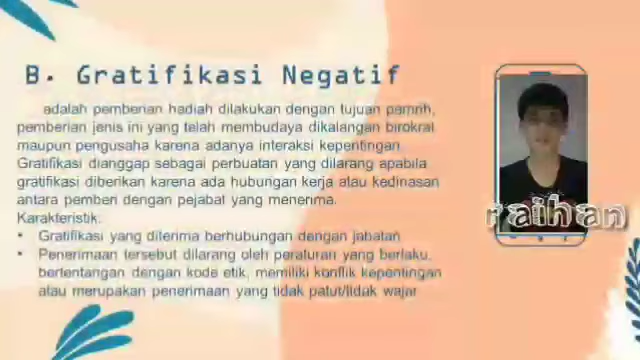 B. Gratifikasi Negatif
adalah pemberian hadiah dilakukan dengan tujuan pamrih,
pemberian jenis ini yang telah membudaya dikalangan birokrat
maupun pengusaha karena adanya interaksi kepentingan.
Gratifikasi dianggap sebagai perbuatan yang dilarang apabila
gratifikasi diberikan karena ada hubungan kerja atau kedinasan
antara pemberi dengan pejabat yang menerima.
Karakteristik:
• Gratifikasi yang diterima berhubungan dengan jabatan
• Penerimaan tersebut dilarang oleh peraturan yang berlaku,
bertentangan dengan kode etik, memiliki konflik kepentingan
atau merupakan penerimaan yang tidak patut/tidak wajar
raihan